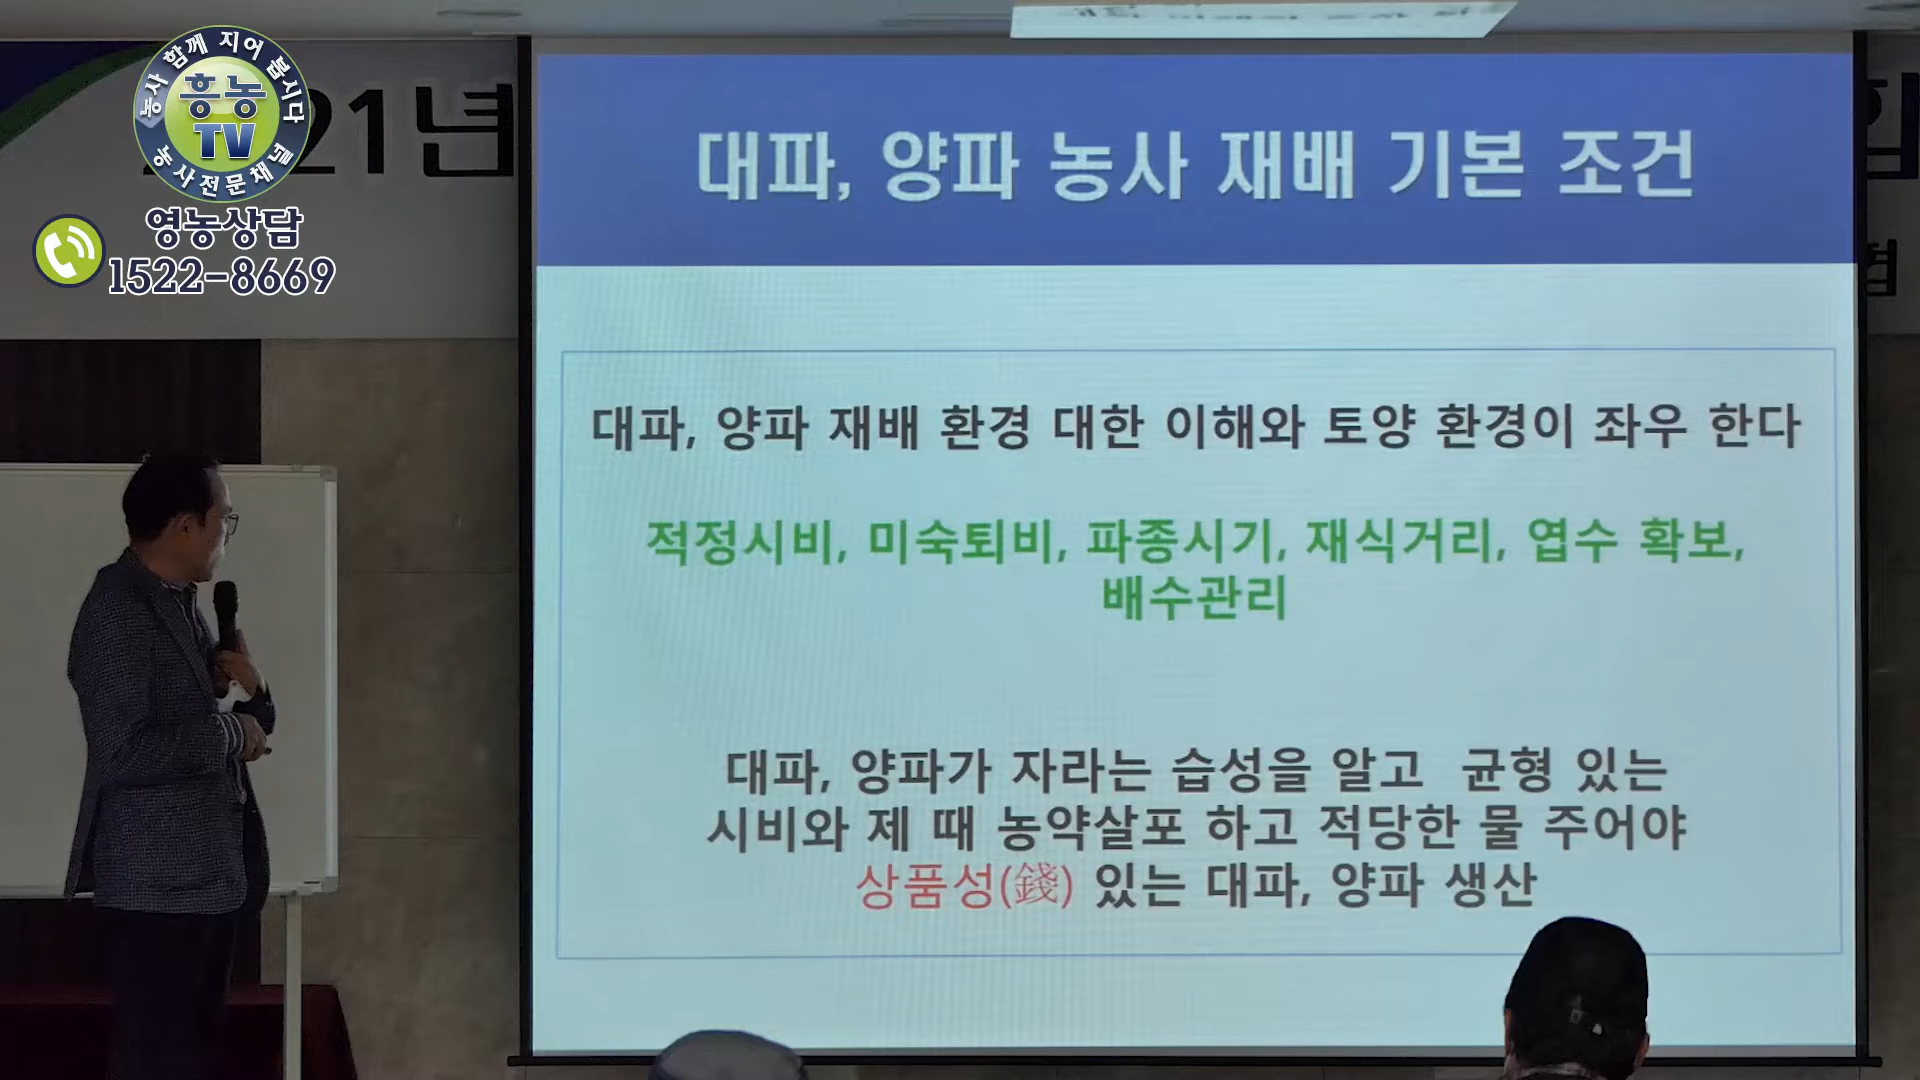 농사 함께 지어 봅시다
흥농
TV
농사전문채널
영농상담
1522-8669
21년
대파, 양파 농사 재배 기본 조건
대파, 양파 재배 환경 대한 이해와 토양 환경이 좌우 한다
적정시비, 미숙퇴비, 파종시기, 재식거리, 엽수 확보,
배수관리
대파, 양파가 자라는 습성을 알고 균형 있는
시비와 제 때 농약살포 하고 적당한 물 주어야
상품성(錢) 있는 대파, 양파 생산